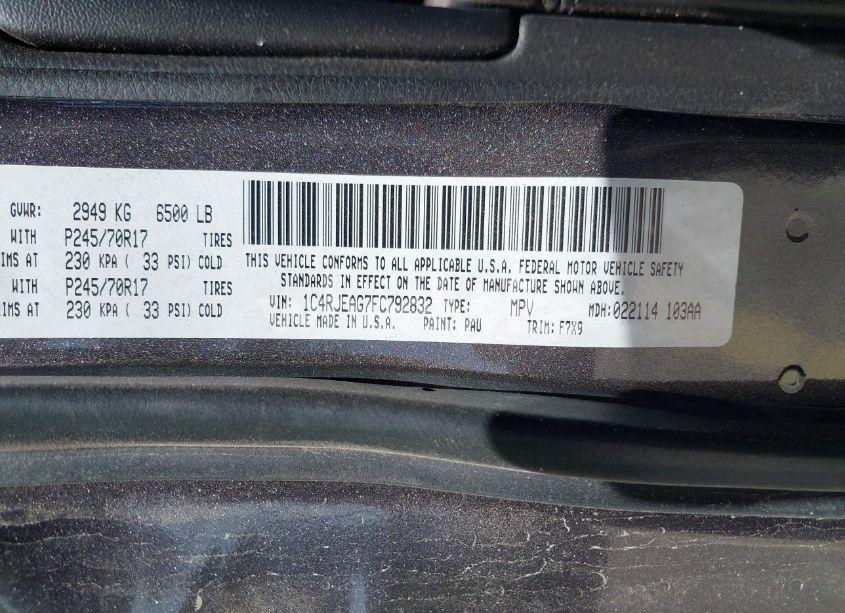 GVWR: 2949 KG 6500 LB
WITH P245/70R17 TIRES
IMS AT 230 KPA ( 33 PSI) COLD
P245/70R17 TIRES
WITH
RIMS AT 230 KPA ( 33 PSI) COLD
THIS VEHICLE CONFORMS TO ALL APPLICABLE U.S.A. FEDERAL MOTOR VEHICLE SAFETY
STANDARDS IN EFFECT ON THE DATE OF MANUFACTURE SHOWN ABOVE.
VIN: 1C4RJEAG7FC792832 TYPE: MPV MDH:022114 103AA
VEHICLE MADE IN U.S.A. PAINT: PAU TRIM: F7X9